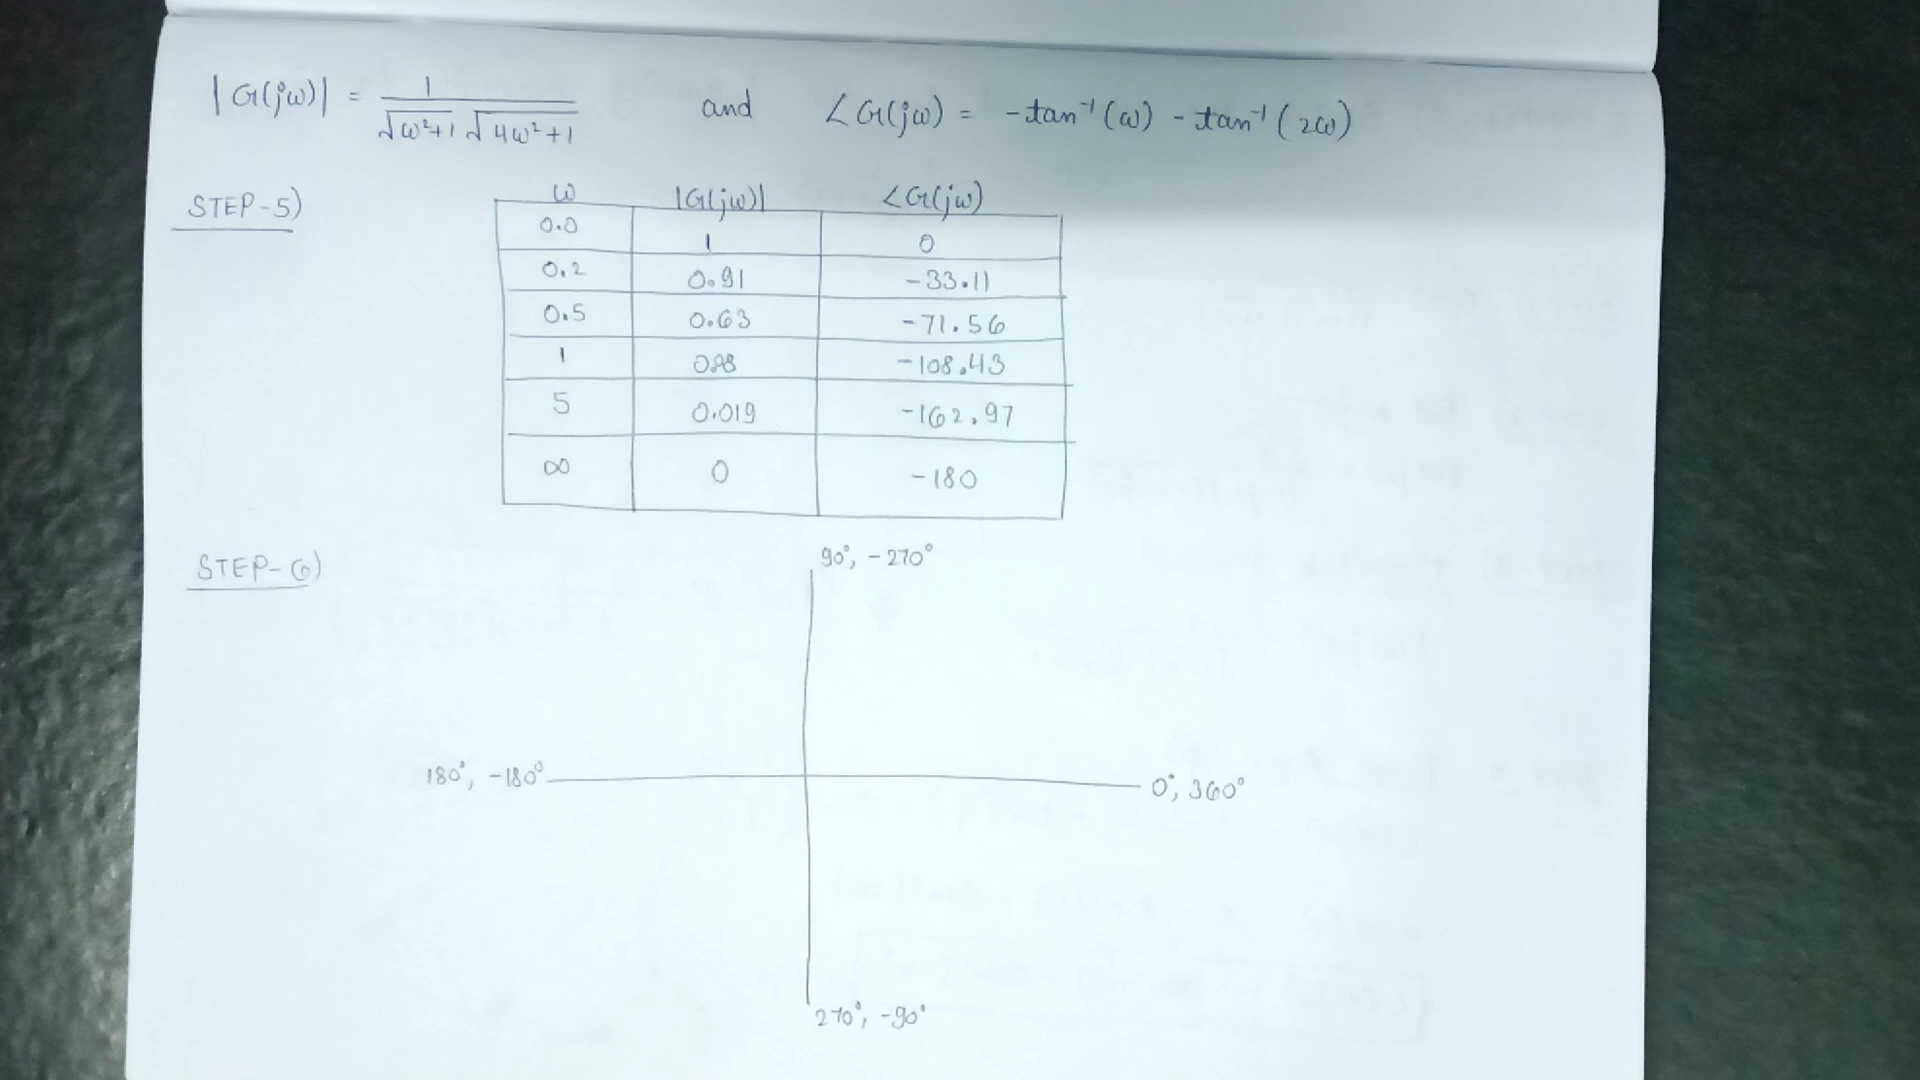 |G(jω)| = 1 / √ω²+1 √4ω²+1 and ∠G(jω) = -tan⁻¹(ω) - tan⁻¹(2ω)
STEP-5)
ω |G(jω)| ∠G(jω)
0.0 1 0
0.2 0.91 -33.11
0.5 0.63 -71.56
1 -108.43
5 0.019 -162.97
∞ 0 -180
STEP-6)
90°, -270°
180°, -180°
0°, 360°
270°, -90°